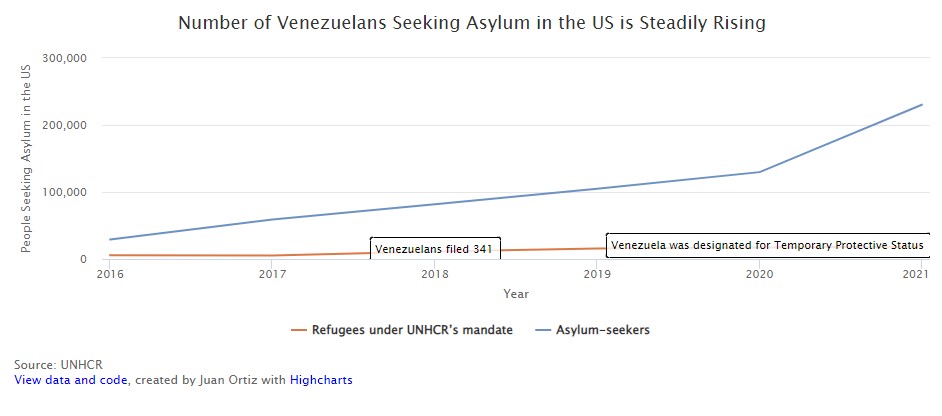 Number of Venezuelans Seeking Asylum in the US is Steadily Rising
People Seeking Asylum in the US
300,000
200,000
100,000
0
Venezuelans filed 341
Venezuela was designated for Temporary Protective Status
2016 2017 2018 2019 2020 2021
Year
Refugees under UNHCR's mandate Asylum-seekers
Source: UNHCR
View data and code, created by Juan Ortiz with Highcharts